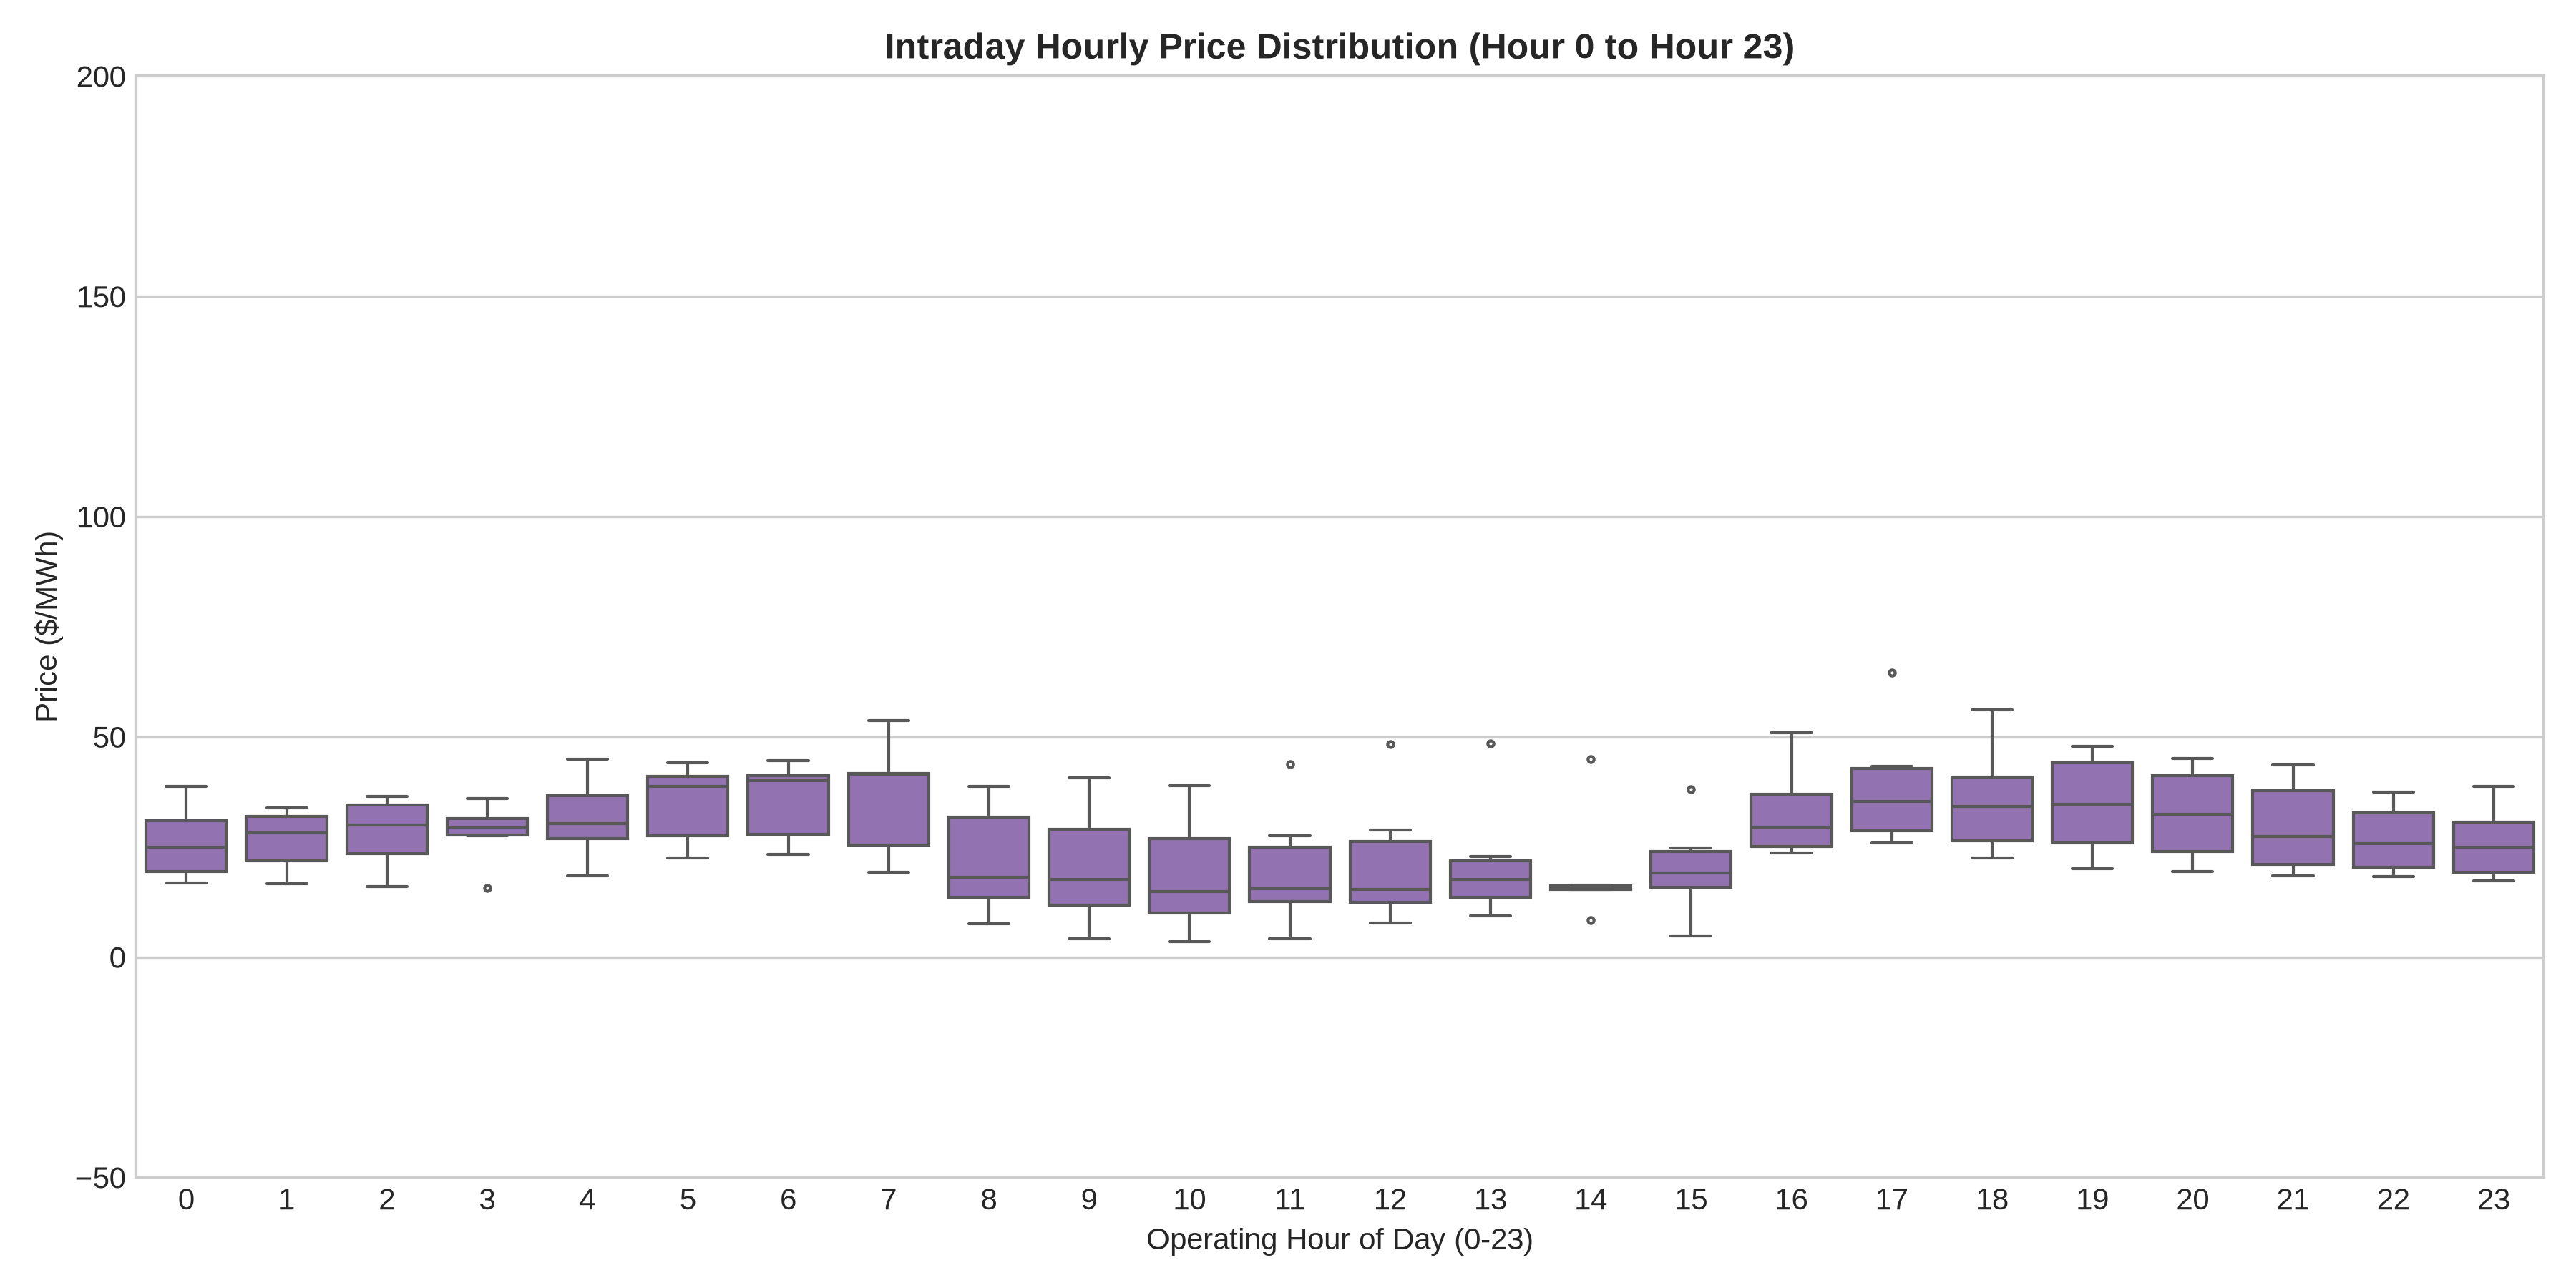 Intraday Hourly Price Distribution (Hour 0 to Hour 23)
200
150
100
50
0
−50
Price ($/MWh)
0 1 2 3 4 5 6 7 8 9 10 11 12 13 14 15 16 17 18 19 20 21 22 23
Operating Hour of Day (0-23)